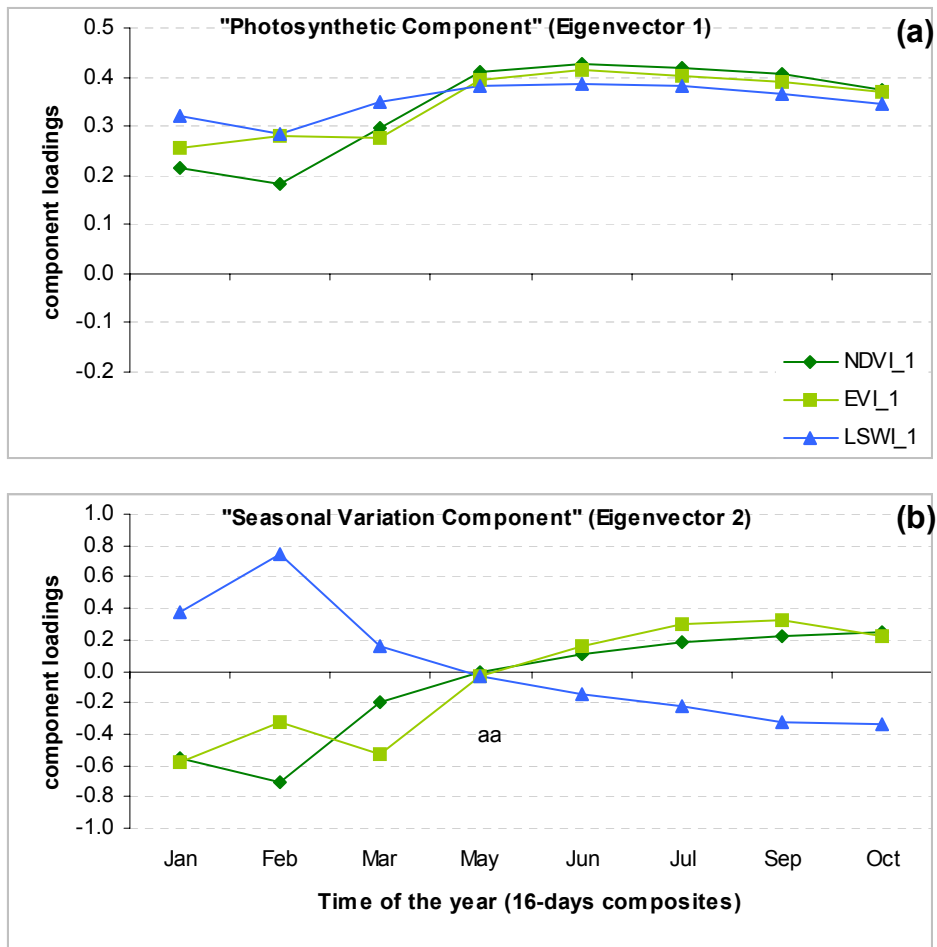 "Photosynthetic Component" (Eigenvector 1)
(a)
component loadings
0.5
0.4
0.3
0.2
0.1
0.0
-0.1
-0.2
NDVI_1
EVI_1
LSWI_1
"Seasonal Variation Component" (Eigenvector 2)
(b)
component loadings
1.0
0.8
0.6
0.4
0.2
0.0
-0.2
-0.4
-0.6
-0.8
-1.0
aa
Jan Feb Mar May Jun Jul Sep Oct
Time of the year (16-days composites)